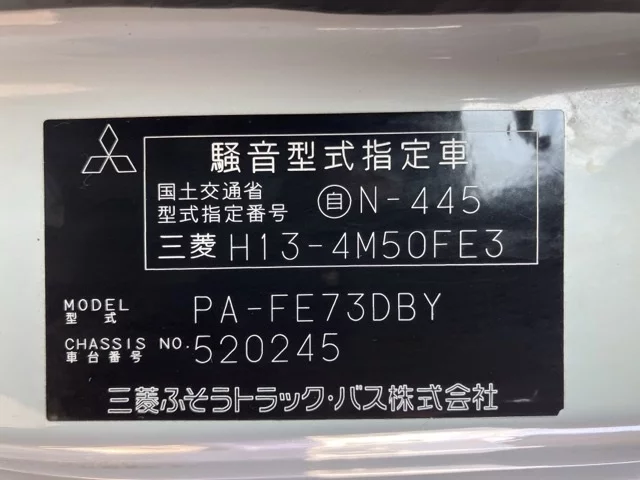 騒音型式指定車
国土交通省
型式指定番号 自N-445
三菱 H13-4M50FE3
MODEL
型式 PA-FE73DBY
CHASSIS NO.
車台番号 520245
三菱ふそうトラック・バス株式会社